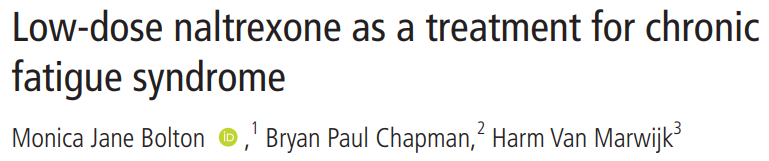 Low-dose naltrexone as a treatment for chronic
fatigue syndrome
Monica Jane Bolton iD ,1 Bryan Paul Chapman,2 Harm Van Marwijk3